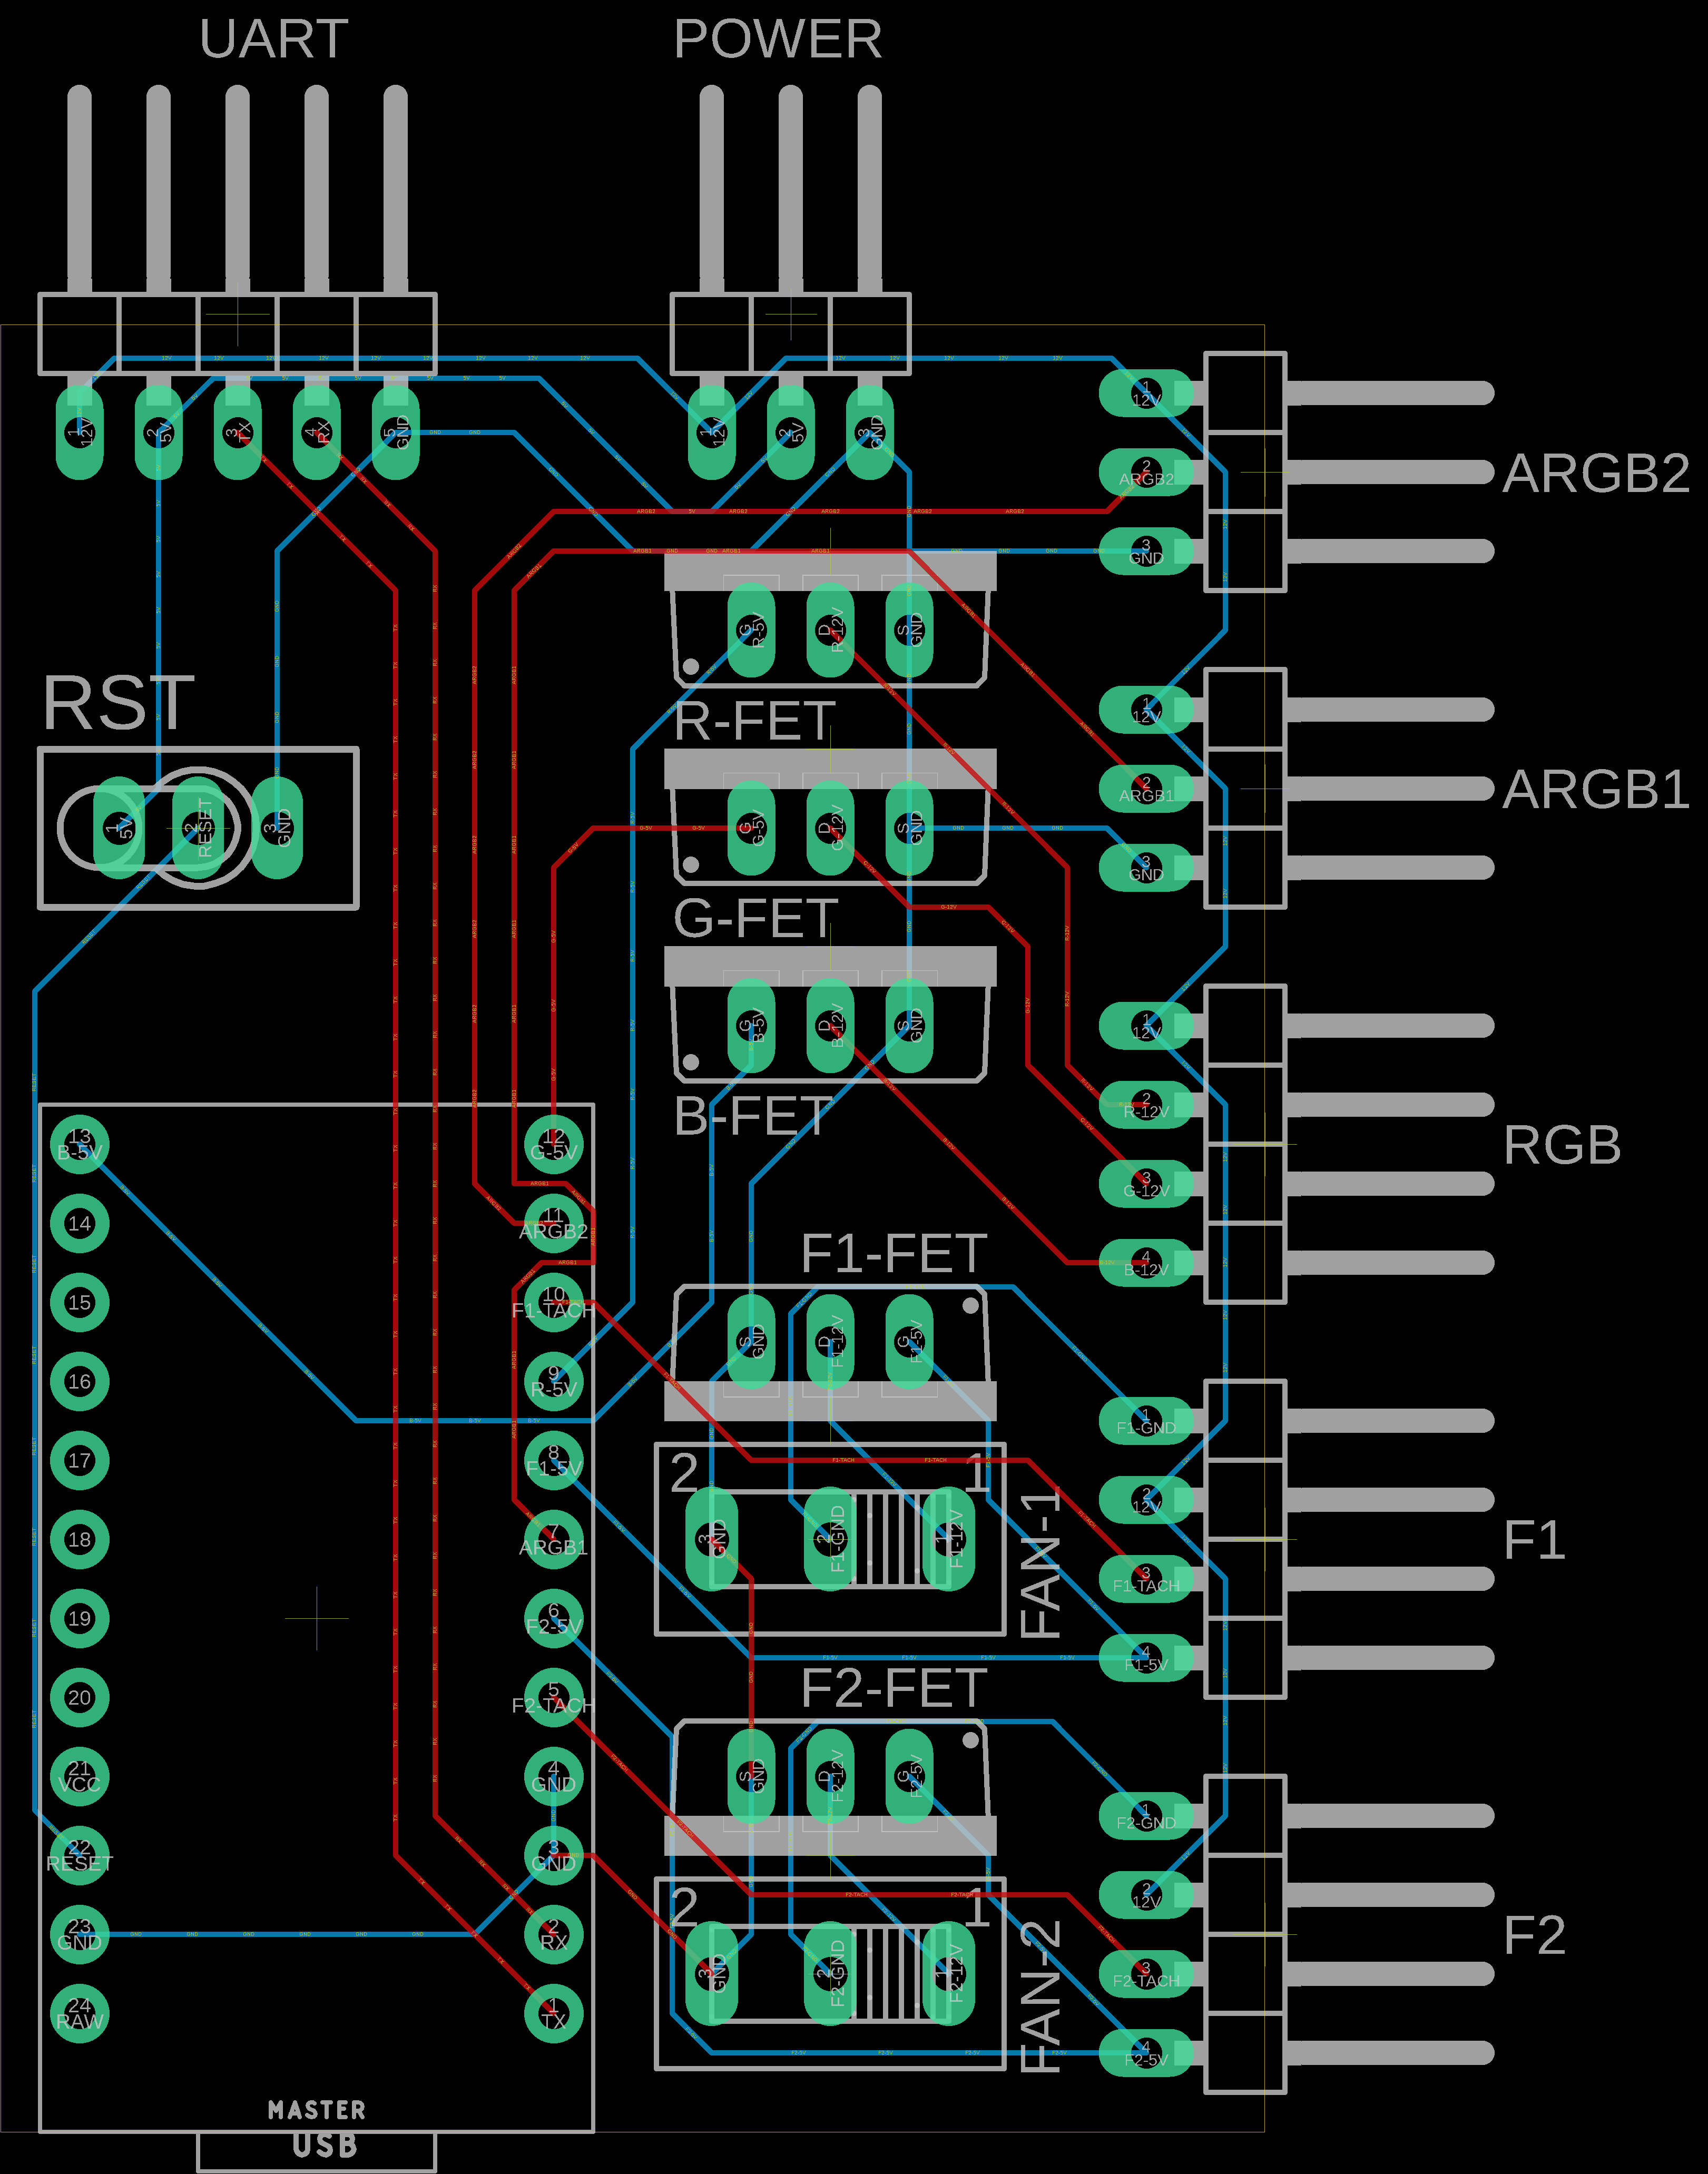 UART
POWER
1 12V
2 5V
3 TX
4 RX
5 GND
1 12V
2 5V
3 GND
1
12V
2
ARGB2
3
GND
ARGB2
G R-5V
D R-12V
S GND
R-FET
RST
1 5V
2 RESET
3 GND
G G-5V
D G-12V
S GND
G-FET
1
12V
2
ARGB1
3
GND
ARGB1
G B-5V
D B-12V
S GND
B-FET
1
12V
2
R-12V
3
G-12V
4
B-12V
RGB
13
B-5V
14
15
16
17
18
19
20
21
VCC
22
RESET
23
GND
24
RAW
12
G-5V
11
ARGB2
10
F1-TACH
9
R-5V
8
F1-5V
7
ARGB1
6
F2-5V
5
F2-TACH
4
GND
3
GND
2
RX
1
TX
MASTER
USB
F1-FET
S GND
D F1-12V
G F1-5V
2
1
3 GND
2 F1-GND
1 F1-12V
FAN-1
1
F1-GND
2
12V
3
F1-TACH
4
F1-5V
F1
F2-FET
S GND
D F2-12V
G F2-5V
2
1
3 GND
2 F2-GND
1 F2-12V
FAN-2
1
F2-GND
2
12V
3
F2-TACH
4
F2-5V
F2